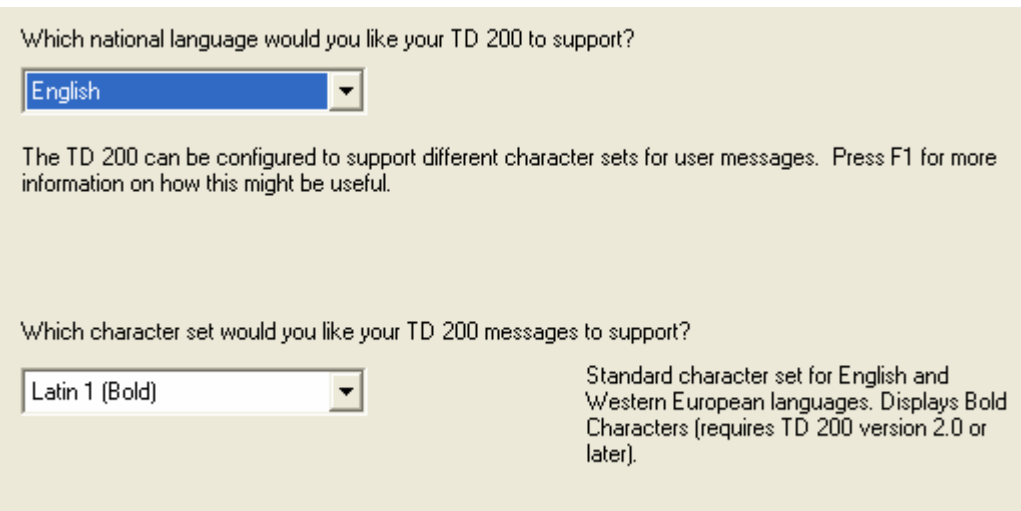 Which national language would you like your TD 200 to support?
English
The TD 200 can be configured to support different character sets for user messages.  Press F1 for more
information on how this might be useful.
Which character set would you like your TD 200 messages to support?
Latin 1 (Bold)
Standard character set for English and
Western European languages. Displays Bold
Characters (requires TD 200 version 2.0 or
later).